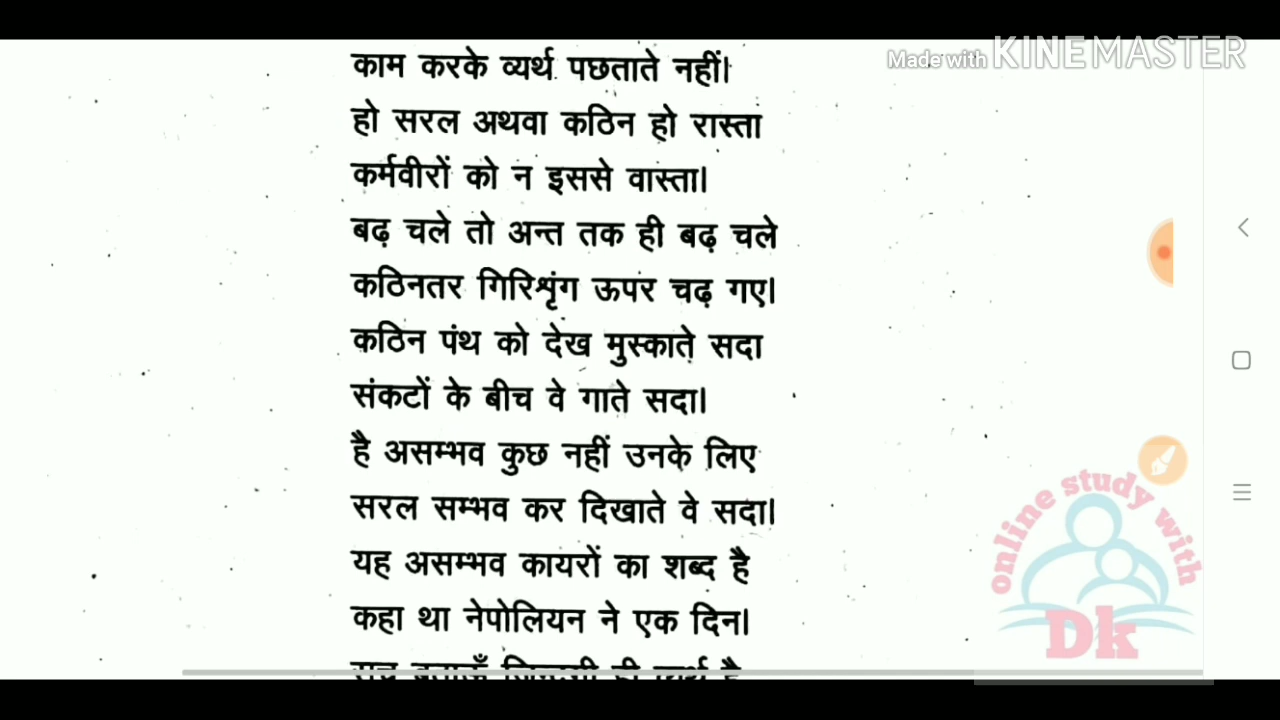 Made with KINEMASTER
काम करके व्यर्थ पछताते नहीं।
हो सरल अथवा कठिन हो रास्ता
कर्मवीरों को न इससे वास्ता।
बढ़ चले तो अन्त तक ही बढ़ चले
कठिनतर गिरिशृंग ऊपर चढ़ गए।
कठिन पंथ को देख मुस्काते सदा
संकटों के बीच वे गाते सदा।
है असम्भव कुछ नहीं उनके लिए
सरल सम्भव कर दिखाते वे सदा।
यह असम्भव कायरों का शब्द है
कहा था नेपोलियन ने एक दिन।
online study with
Dk